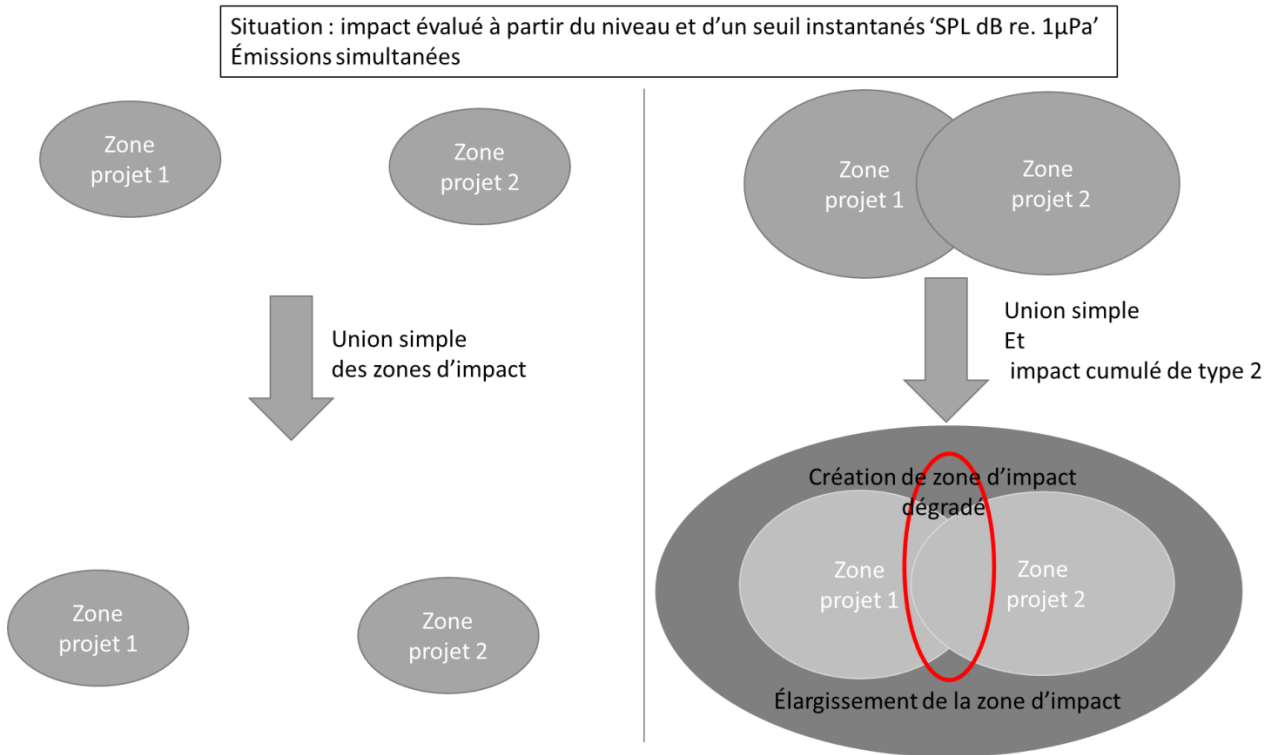 Situation : impact évalué à partir du niveau et d’un seuil instantanés ‘SPL dB re. 1µPa’
Émissions simultanées
Zone
projet 1
Zone
projet 2
Union simple
des zones d’impact
Zone
projet 1
Zone
projet 2
Zone
projet 1
Zone
projet 2
Union simple
Et
impact cumulé de type 2
Création de zone d’impact
dégradé
Zone
projet 1
Zone
projet 2
Élargissement de la zone d’impact